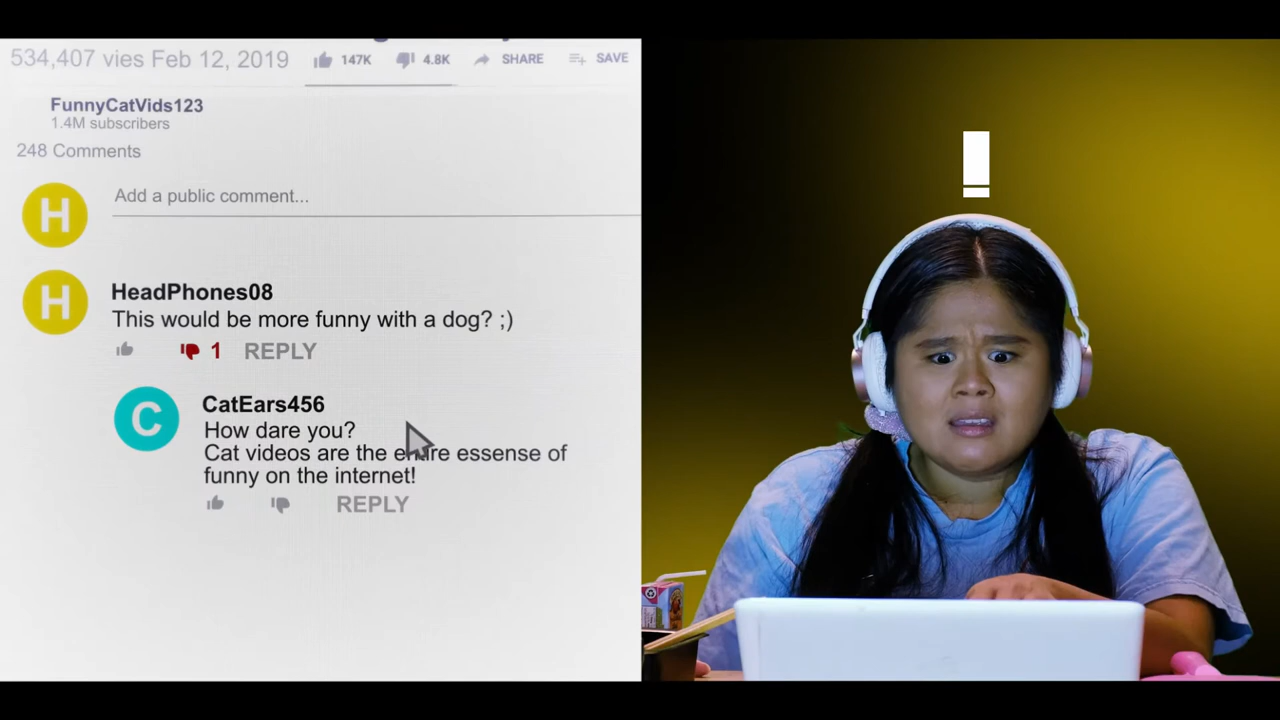 534,407 vies Feb 12, 2019 147K 4.8K SHARE SAVE
FunnyCatVids123
1.4M subscribers
248 Comments
H Add a public comment...
H HeadPhones08
This would be more funny with a dog? ;)
1 REPLY
C CatEars456
How dare you?
Cat videos are the entire essense of
funny on the internet!
REPLY
!